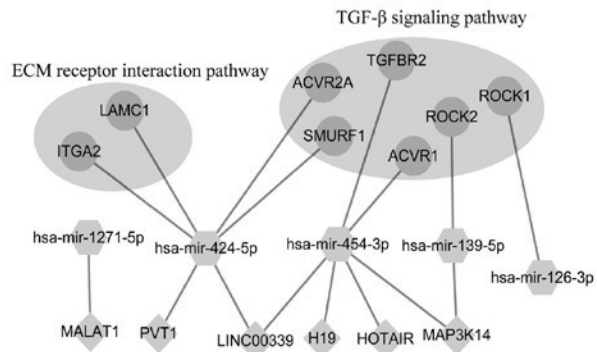 TGF-β signaling pathway
ECM receptor interaction pathway
TGFBR2
ACVR2A
ROCK1
LAMC1
ROCK2
SMURF1
ITGA2
ACVR1
hsa-mir-1271-5p
hsa-mir-424-5p
hsa-mir-454-3p
hsa-mir-139-5p
hsa-mir-126-3p
MALAT1
PVT1
LINC00339
H19
HOTAIR
MAP3K14